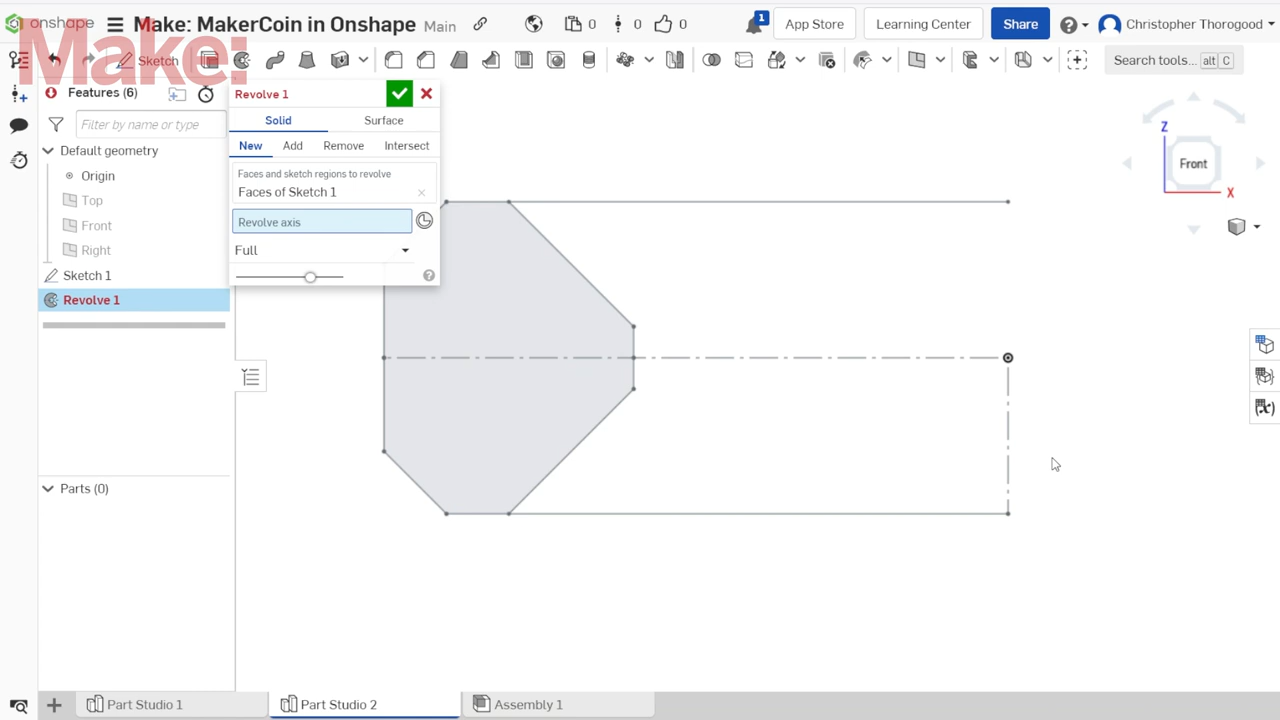 onshape
Make: MakerCoin in Onshape Main 0 0 0 1 App Store Learning Center Share Christopher Thorogood
Make:
Sketch
Search tools... alt C
Features (6)
Filter by name or type
Default geometry
Origin
Top
Front
Right
Sketch 1
Revolve 1
Parts (0)
Revolve 1
Solid Surface
New Add Remove Intersect
Faces and sketch regions to revolve
Faces of Sketch 1
Revolve axis
Full
Z
Front
X
Part Studio 1 Part Studio 2 Assembly 1